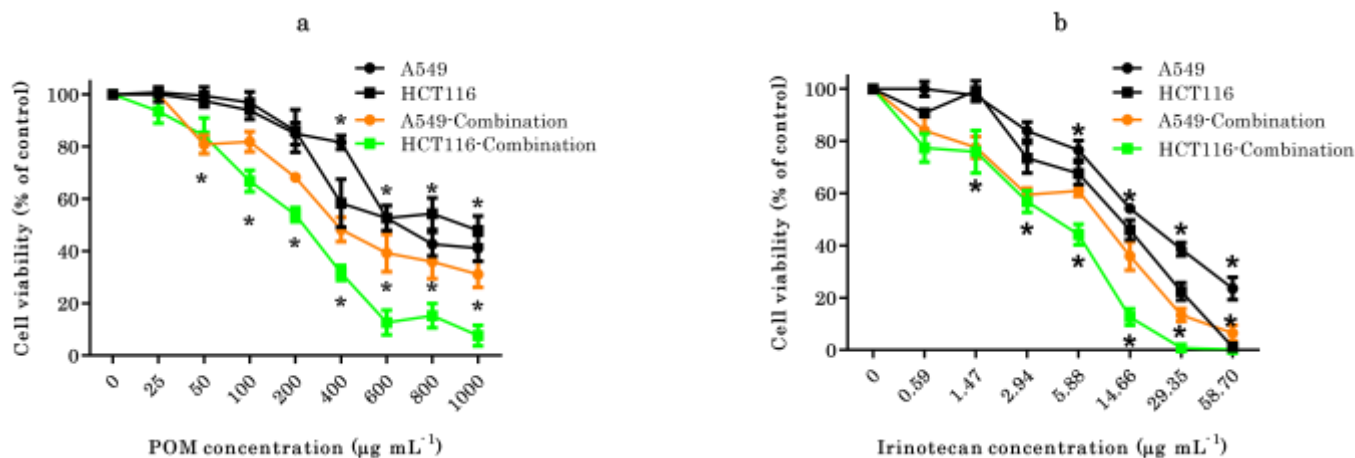 a
A549
HCT116
A549-Combination
HCT116-Combination
Cell viability (% of control)
100
80
60
40
20
0
* * * * *
* * * * * * *
0 25 50 100 200 400 600 800 1000
POM concentration (µg mL⁻¹)
b
A549
HCT116
A549-Combination
HCT116-Combination
Cell viability (% of control)
100
80
60
40
20
0
* * * *
* * * * * *
0 0.59 1.47 2.94 5.88 14.66 29.35 58.70
Irinotecan concentration (µg mL⁻¹)